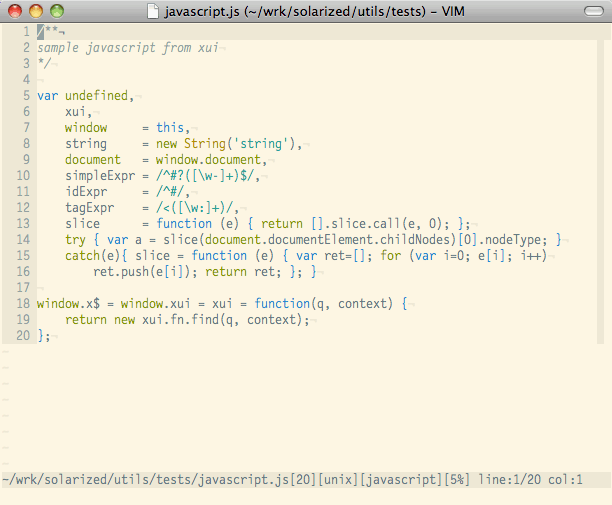 javascript.js (~/wrk/solarized/utils/tests) – VIM
1 /**¬
2 sample javascript from xui¬
3 */¬
4 ¬
5 var undefined,¬
6     xui,¬
7     window     = this,¬
8     string     = new String('string'),¬
9     document   = window.document,¬
10     simpleExpr = /^#?([\w-]+)$/,¬
11     idExpr     = /^#/,¬
12     tagExpr    = /<([\w:]+)/,¬
13     slice      = function (e) { return [].slice.call(e, 0); };¬
14     try { var a = slice(document.documentElement.childNodes)[0].nodeType; }¬
15     catch(e){ slice = function (e) { var ret=[]; for (var i=0; e[i]; i++)¬
16         ret.push(e[i]); return ret; }; }¬
17 ¬
18 window.x$ = window.xui = xui = function(q, context) {¬
19     return new xui.fn.find(q, context);¬
20 };¬
~
~
~
~
~
~
~
~
~/wrk/solarized/utils/tests/javascript.js[20][unix][javascript][5%] line:1/20 col:1